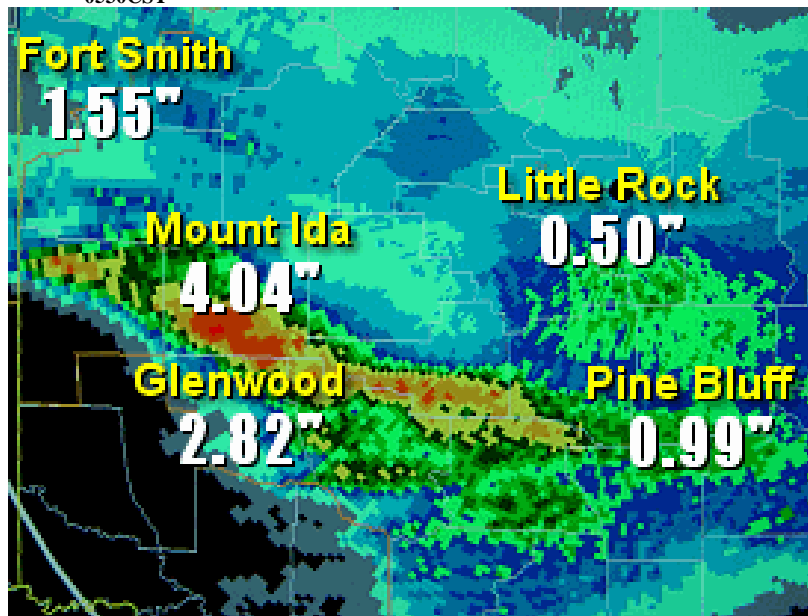 0550CST
Fort Smith
1.55"
Little Rock
0.50"
Mount Ida
4.04"
Glenwood
2.82"
Pine Bluff
0.99"